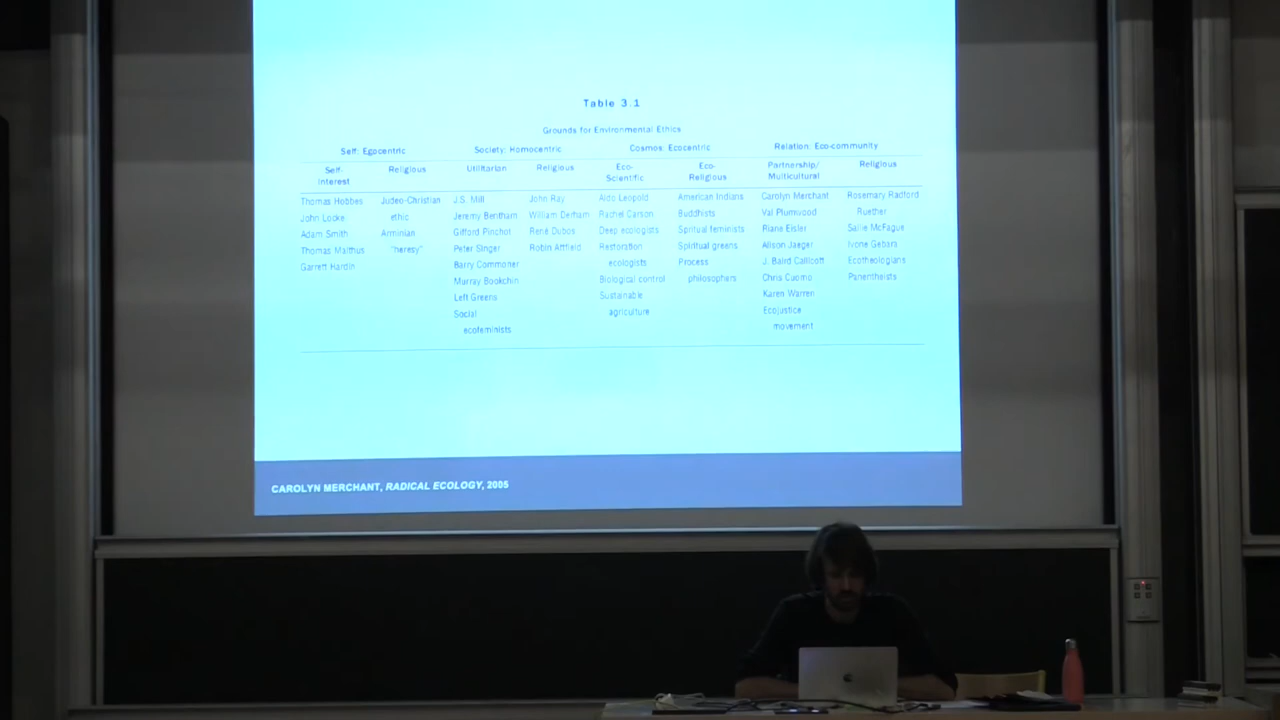 Table 3.1
Grounds for Environmental Ethics
Self: Egocentric
Society: Homocentric
Cosmos: Ecocentric
Relation: Eco-community
Self-
Interest
Religious
Utilitarian
Religious
Eco-
Scientific
Eco-
Religious
Partnership/
Multicultural
Religious
Thomas Hobbes
John Locke
Adam Smith
Thomas Malthus
Garrett Hardin
Judeo-Christian
ethic
Arminian
"heresy"
J.S. Mill
Jeremy Bentham
Gifford Pinchot
Peter Singer
Barry Commoner
Murray Bookchin
Left Greens
Social
ecofeminists
John Ray
William Derham
René Dubos
Robin Attfield
Aldo Leopold
Rachel Carson
Deep ecologists
Restoration
ecologists
Biological control
Sustainable
agriculture
American Indians
Buddhists
Spiritual feminists
Spiritual greens
Process
philosophers
Carolyn Merchant
Val Plumwood
Riane Eisler
Alison Jaeger
J. Baird Callicott
Chris Cuomo
Karen Warren
Ecojustice
movement
Rosemary Radford
Ruether
Sallie McFague
Ivone Gebara
Ecotheologians
Panentheists
CAROLYN MERCHANT, RADICAL ECOLOGY, 2005